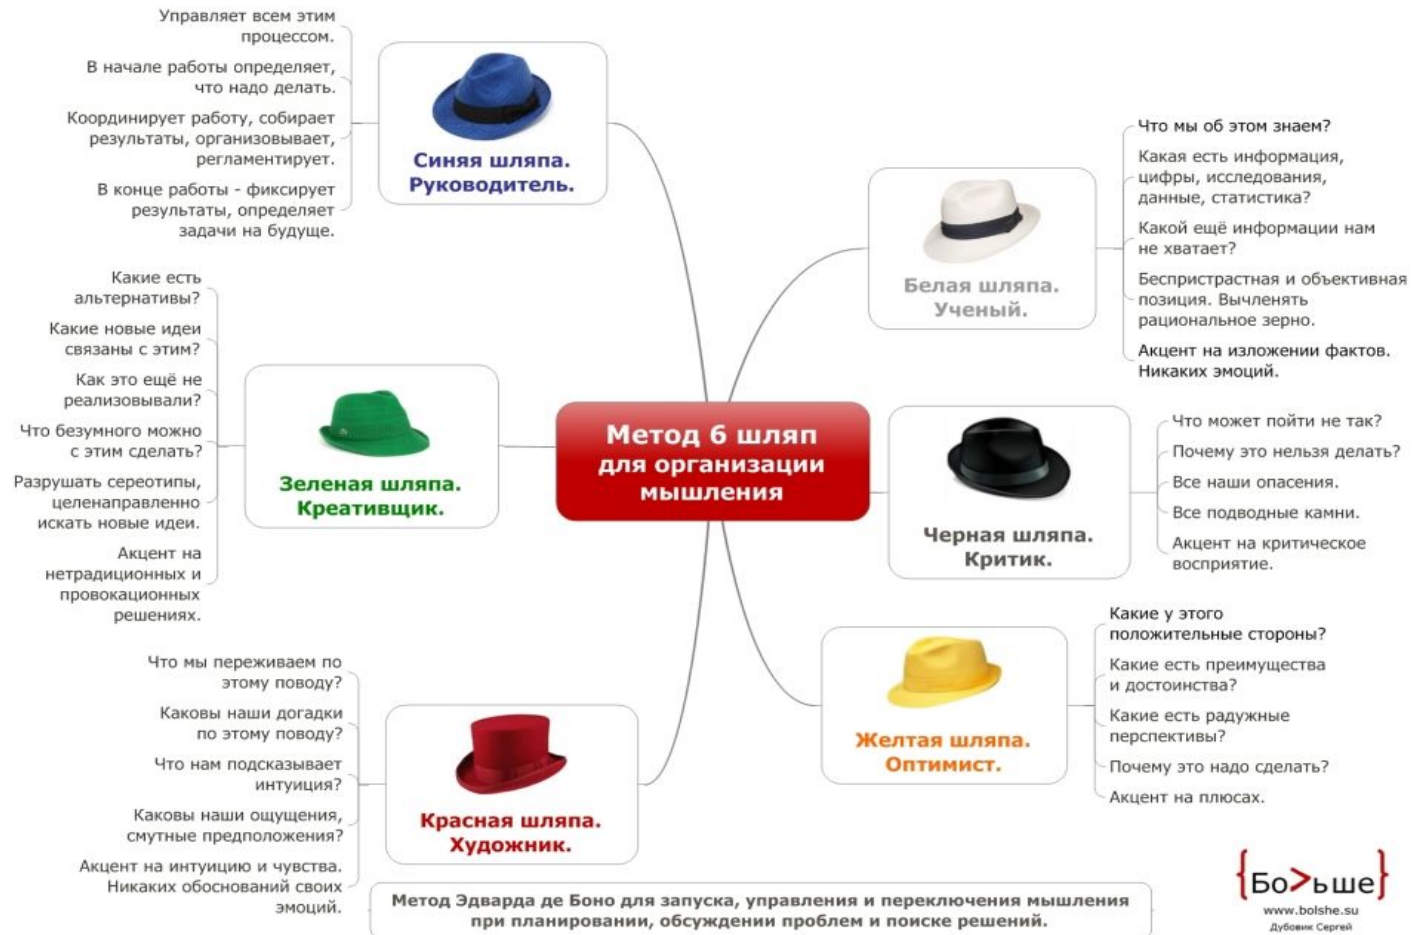 Управляет всем этим
процессом.
В начале работы определяет,
что надо делать.
Координирует работу, собирает
результаты, организовывает,
регламентирует.
В конце работы - фиксирует
результаты, определяет
задачи на будуще.
Синяя шляпа.
Руководитель.
Белая шляпа.
Ученый.
Что мы об этом знаем?
Какая есть информация,
цифры, исследования,
данные, статистика?
Какой ещё информации нам
не хватает?
Беспристрастная и объективная
позиция. Вычленять
рациональное зерно.
Акцент на изложении фактов.
Никаких эмоций.
Какие есть
альтернативы?
Какие новые идеи
связаны с этим?
Как это ещё не
реализовывали?
Что безумного можно
с этим сделать?
Разрушать сереотипы,
целенаправленно
искать новые идеи.
Акцент на
нетрадиционных и
провокационных
решениях.
Зеленая шляпа.
Креативщик.
Метод 6 шляп
для организации
мышления
Черная шляпа.
Критик.
Что может пойти не так?
Почему это нельзя делать?
Все наши опасения.
Все подводные камни.
Акцент на критическое
восприятие.
Что мы переживаем по
этому поводу?
Каковы наши догадки
по этому поводу?
Что нам подсказывает
интуиция?
Каковы наши ощущения,
смутные предположения?
Акцент на интуицию и чувства.
Никаких обоснований своих
эмоций.
Красная шляпа.
Художник.
Желтая шляпа.
Оптимист.
Какие у этого
положительные стороны?
Какие есть преимущества
и достоинства?
Какие есть радужные
перспективы?
Почему это надо сделать?
Акцент на плюсах.
Метод Эдварда де Боно для запуска, управления и переключения мышления
при планировании, обсуждении проблем и поиске решений.
{Бо>ьше}
www.bolshe.su
Дубовик Сергей